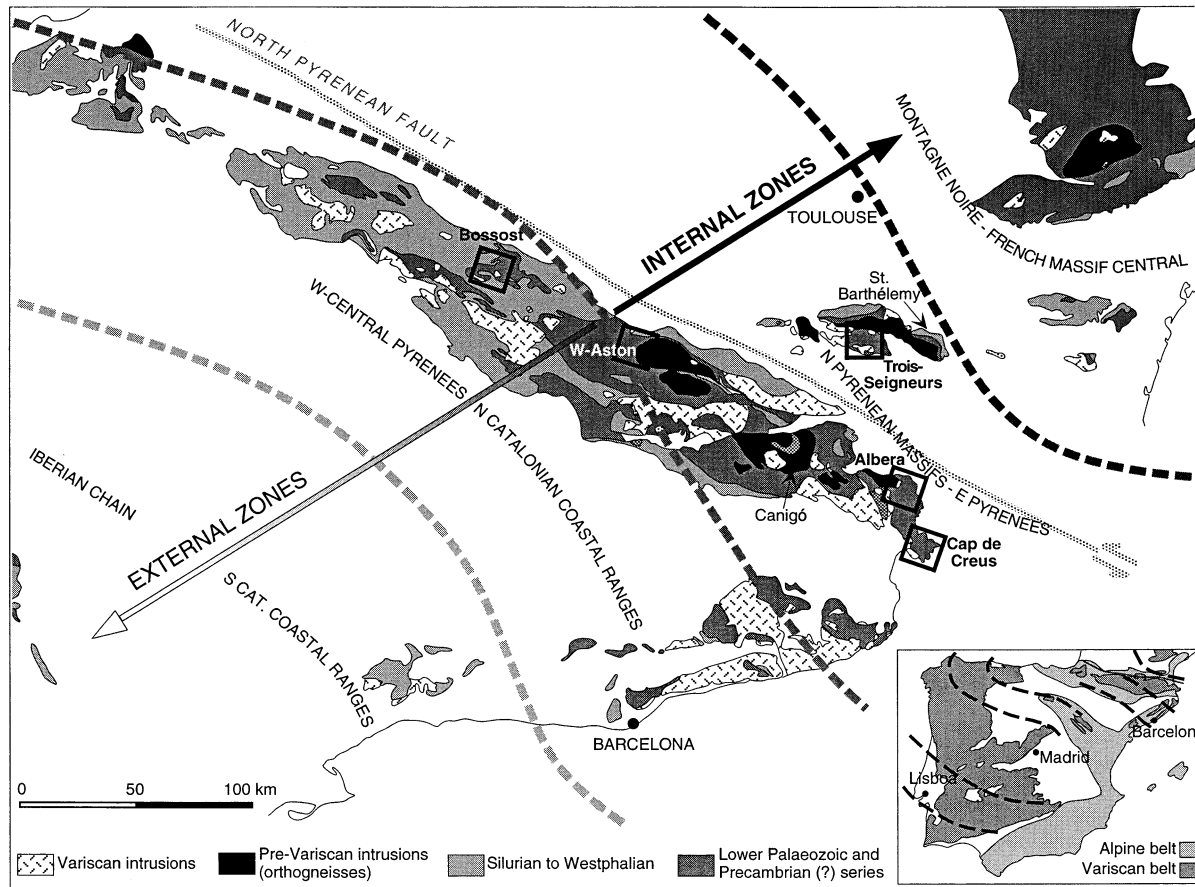 NORTH PYRENEAN FAULT
MONTAGNE NOIRE - FRENCH MASSIF CENTRAL
INTERNAL ZONES
TOULOUSE
Bossost
St.
Barthélemy
W-CENTRAL PYRENEES
W-Aston
Trois-
Seigneurs
N PYRENEAN MASSIFS - E PYRENEES
N CATALONIAN COASTAL RANGES
IBERIAN CHAIN
EXTERNAL ZONES
Albera
Canigó
Cap de
Creus
S CAT. COASTAL RANGES
BARCELONA
Barcelon
Madrid
Lisboa
0 50 100 km
Alpine belt
Variscan belt
Variscan intrusions
Pre-Variscan intrusions
(orthogneisses)
Silurian to Westphalian
Lower Palaeozoic and
Precambrian (?) series